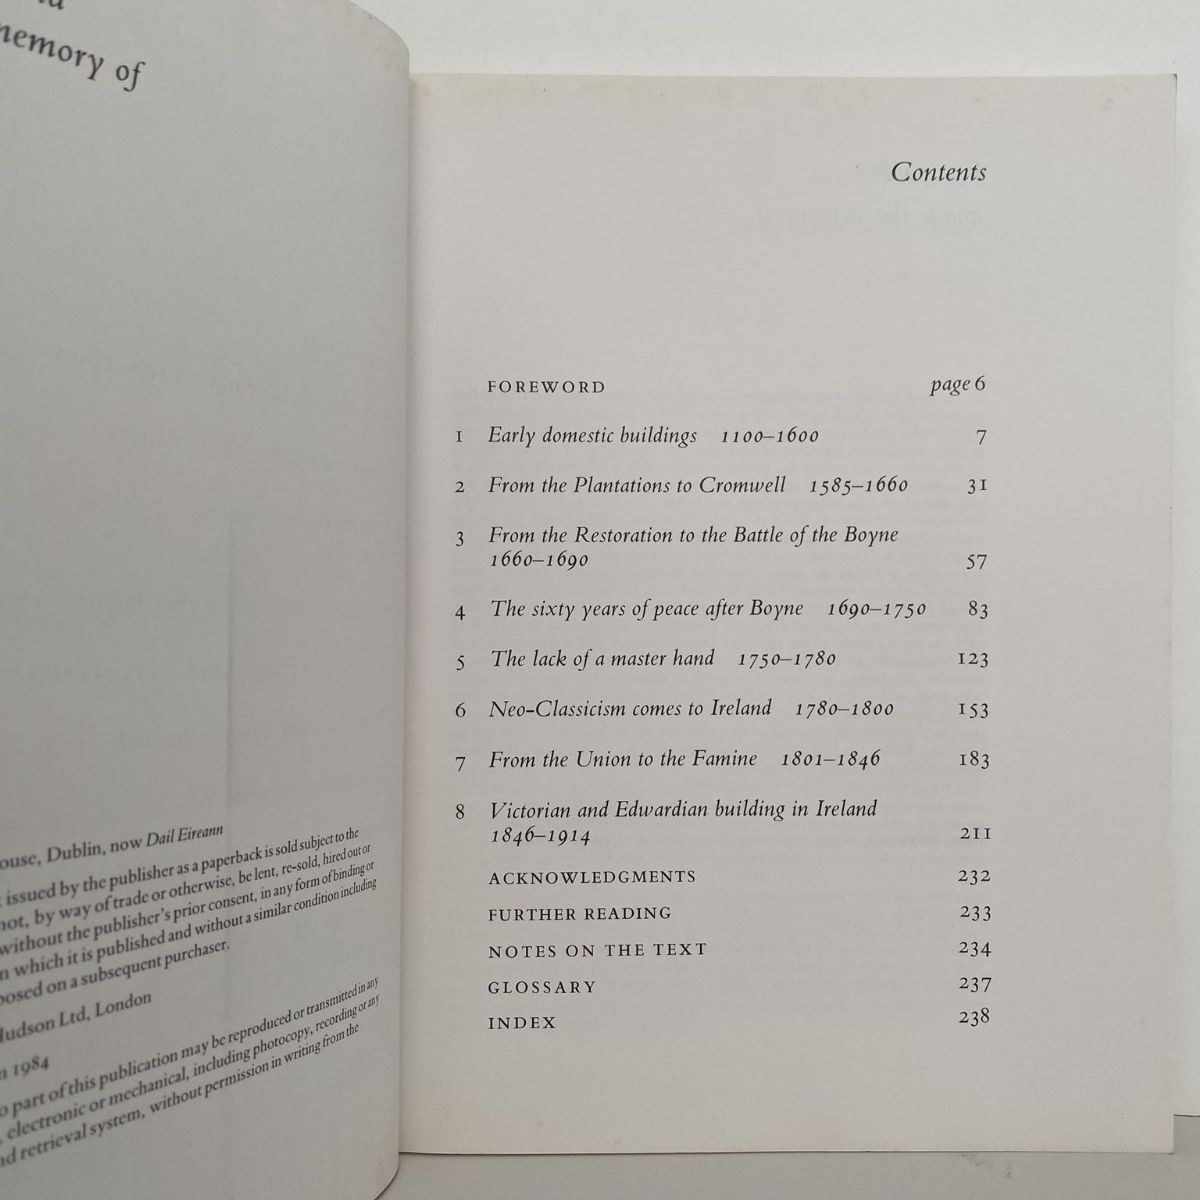 memory of
ouse, Dublin, now Dail Eireann
issued by the publisher as a paperback is sold subject to the
not, by way of trade or otherwise, be lent, re-sold, hired out or
without the publisher's prior consent, in any form of binding or
n which it is published and without a similar condition including
posed on a subsequent purchaser.
Hudson Ltd, London
n 1984
o part of this publication may be reproduced or transmitted in any
, electronic or mechanical, including photocopy, recording or any
nd retrieval system, without permission in writing from the
Contents
FOREWORD page 6
1 Early domestic buildings 1100–1600 7
2 From the Plantations to Cromwell 1585–1660 31
3 From the Restoration to the Battle of the Boyne
1660–1690 57
4 The sixty years of peace after Boyne 1690–1750 83
5 The lack of a master hand 1750–1780 123
6 Neo-Classicism comes to Ireland 1780–1800 153
7 From the Union to the Famine 1801–1846 183
8 Victorian and Edwardian building in Ireland
1846–1914 211
ACKNOWLEDGMENTS 232
FURTHER READING 233
NOTES ON THE TEXT 234
GLOSSARY 237
INDEX 238